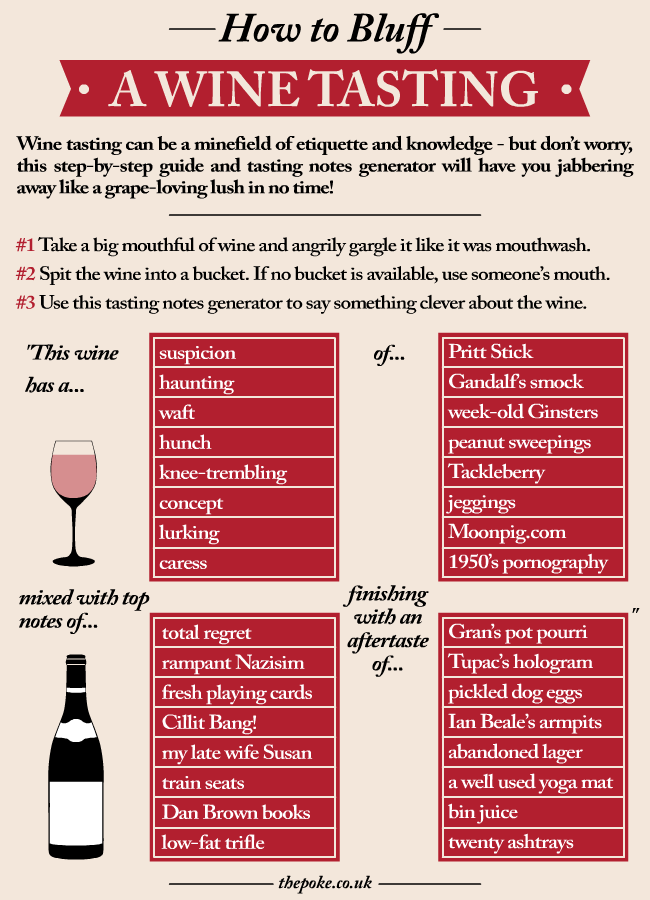 How to Bluff
A WINE TASTING
Wine tasting can be a minefield of etiquette and knowledge - but don't worry,
this step-by-step guide and tasting notes generator will have you jabbering
away like a grape-loving lush in no time!
#1 Take a big mouthful of wine and angrily gargle it like it was mouthwash.
#2 Spit the wine into a bucket. If no bucket is available, use someone's mouth.
#3 Use this tasting notes generator to say something clever about the wine.
"This wine
has a...
suspicion
haunting
waft
hunch
knee-trembling
concept
lurking
caress
of...
Pritt Stick
Gandalf's smock
week-old Ginsters
peanut sweepings
Tackleberry
jeggings
Moonpig.com
1950's pornography
mixed with top
notes of...
total regret
rampant Nazisim
fresh playing cards
Cillit Bang!
my late wife Susan
train seats
Dan Brown books
low-fat trifle
finishing
with an
aftertaste
of...
Gran's pot pourri
Tupac's hologram
pickled dog eggs
Ian Beale's armpits
abandoned lager
a well used yoga mat
bin juice
twenty ashtrays
"
thepoke.co.uk